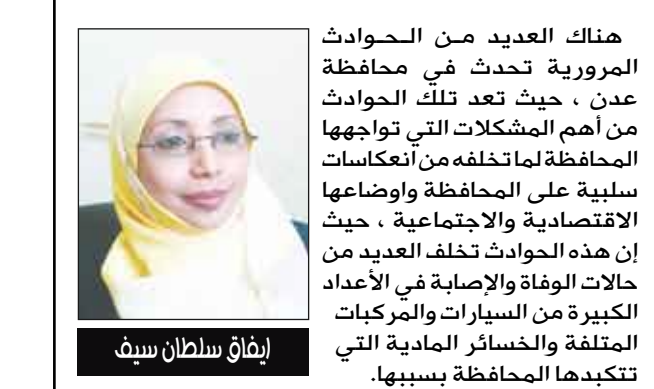 هناك العديد من الحوادث
المرورية تحدث في محافظة
عدن ، حيث تعد تلك الحوادث
من أهم المشكلات التي تواجهها
المحافظة لما تخلفه من انعكاسات
سلبية على المحافظة واوضاعها
الاقتصادية والاجتماعية ، حيث
إن هذه الحوادث تخلف العديد من
حالات الوفاة والإصابة في الأعداد
الكبيرة من السيارات والمركبات
المتلفة والخسائر المادية التي
تتكبدها المحافظة بسببها.
ايفاق سلطان سيف